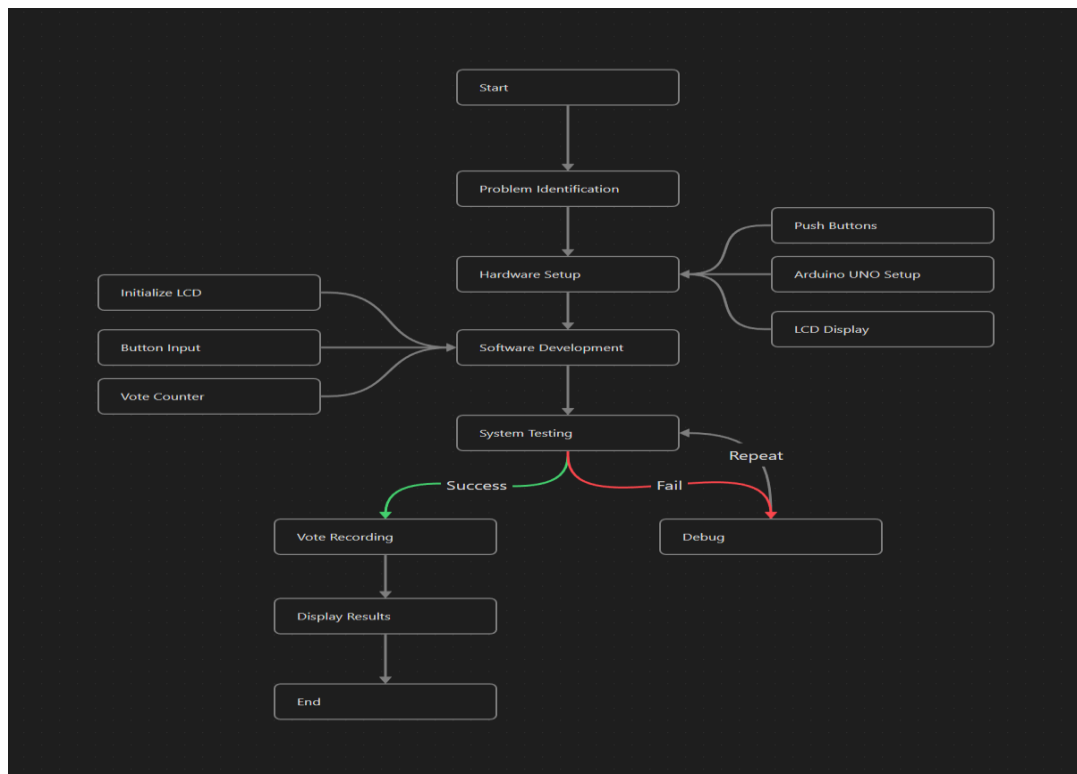 Start
Problem Identification
Push Buttons
Hardware Setup
Arduino UNO Setup
Initialize LCD
LCD Display
Button Input
Software Development
Vote Counter
System Testing
Repeat
Success
Fail
Vote Recording
Debug
Display Results
End